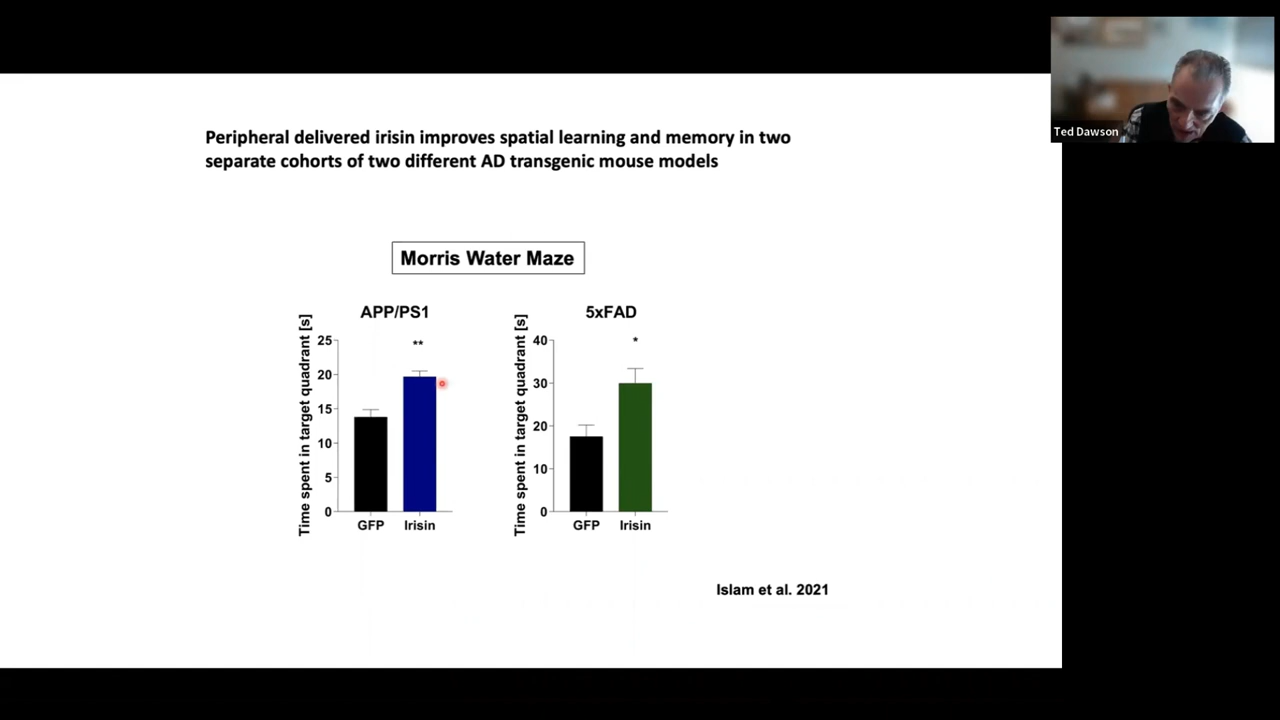 Ted Dawson
Peripheral delivered irisin improves spatial learning and memory in two
separate cohorts of two different AD transgenic mouse models
Morris Water Maze
APP/PS1
Time spent in target quadrant [s]
25
20
15
10
5
0
**
GFP
Irisin
5xFAD
Time spent in target quadrant [s]
40
30
20
10
0
*
GFP
Irisin
Islam et al. 2021